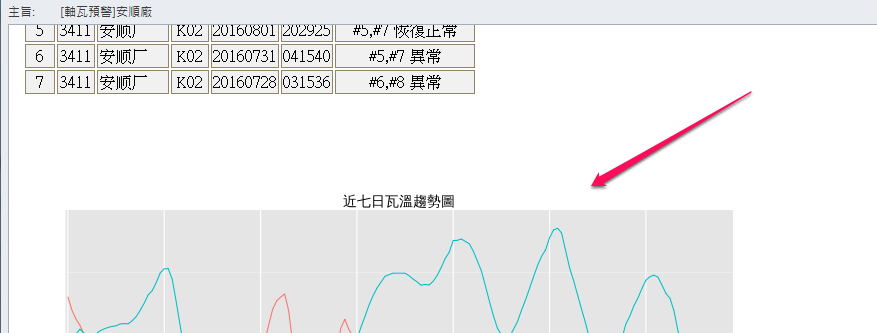 主旨: [軸瓦預警]安順廠
5 3411 安顺厂 K02 20160801 202925 #5,#7 恢復正常
6 3411 安顺厂 K02 20160731 041540 #5,#7 異常
7 3411 安顺厂 K02 20160728 031536 #6,#8 異常
近七日瓦溫趨勢圖